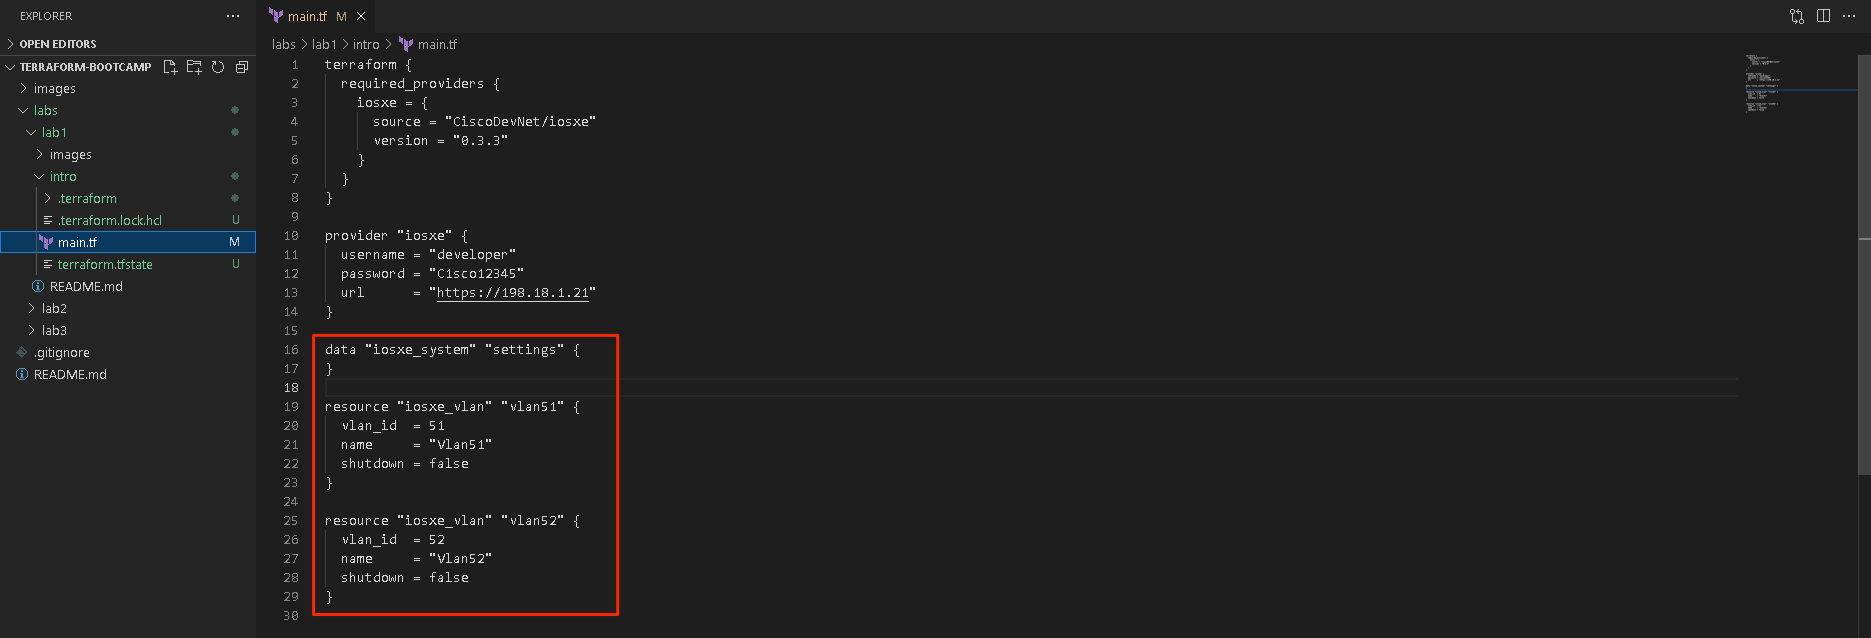 EXPLORER ...
OPEN EDITORS
TERRAFORM-BOOTCAMP
images
labs
lab1
images
intro
.terraform
.terraform.lock.hcl U
main.tf M
terraform.tfstate U
README.md
lab2
lab3
.gitignore
README.md
main.tf M
labs > lab1 > intro > main.tf
1 terraform {
2   required_providers {
3     iosxe = {
4       source = "CiscoDevNet/iosxe"
5       version = "0.3.3"
6     }
7   }
8 }
9
10 provider "iosxe" {
11   username = "developer"
12   password = "C1sco12345"
13   url      = "https://198.18.1.21"
14 }
15
16 data "iosxe_system" "settings" {
17 }
18
19 resource "iosxe_vlan" "vlan51" {
20   vlan_id  = 51
21   name     = "Vlan51"
22   shutdown = false
23 }
24
25 resource "iosxe_vlan" "vlan52" {
26   vlan_id  = 52
27   name     = "Vlan52"
28   shutdown = false
29 }
30